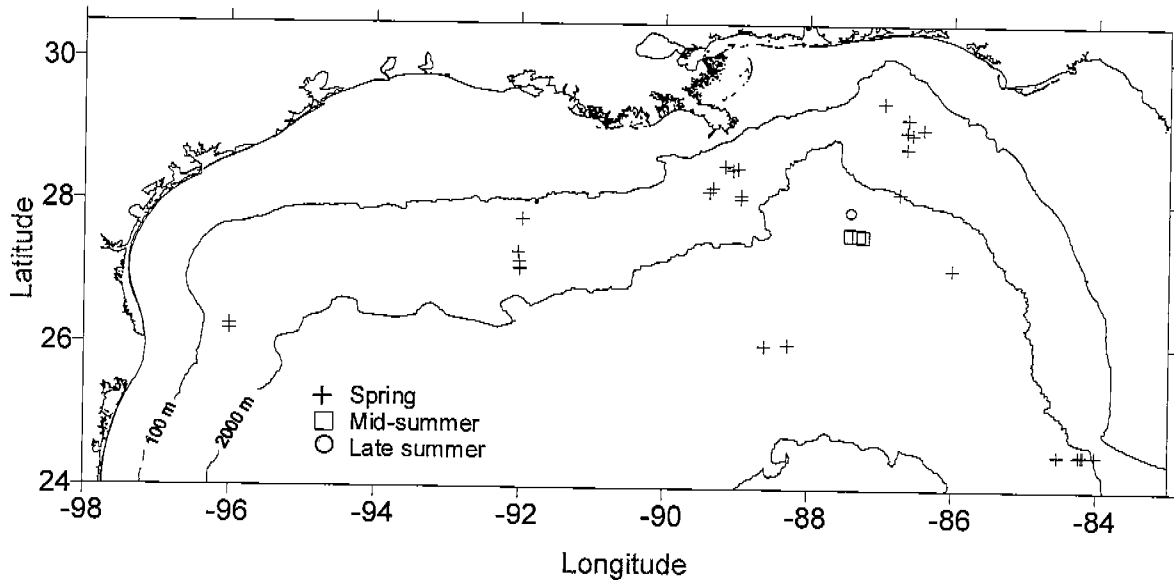 30
28
26
24
Latitude
100 m
2000 m
Spring
Mid-summer
Late summer
-98 -96 -94 -92 -90 -88 -86 -84
Longitude